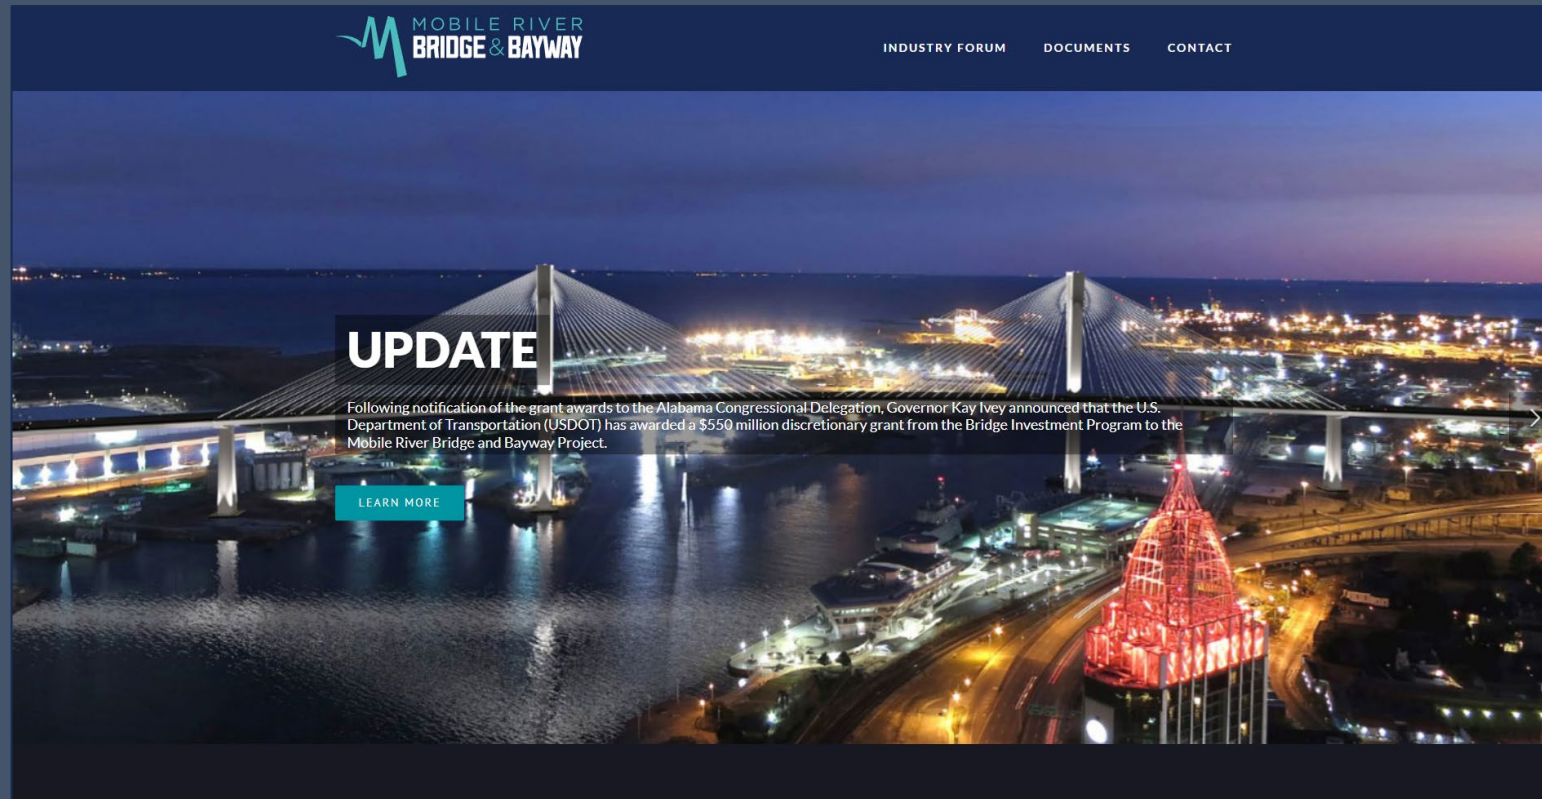 MOBILE RIVER
BRIDGE & BAYWAY
INDUSTRY FORUM
DOCUMENTS
CONTACT
UPDATE
Following notification of the grant awards to the Alabama Congressional Delegation, Governor Kay Ivey announced that the U.S.
Department of Transportation (USDOT) has awarded a $550 million discretionary grant from the Bridge Investment Program to the
Mobile River Bridge and Bayway Project.
LEARN MORE